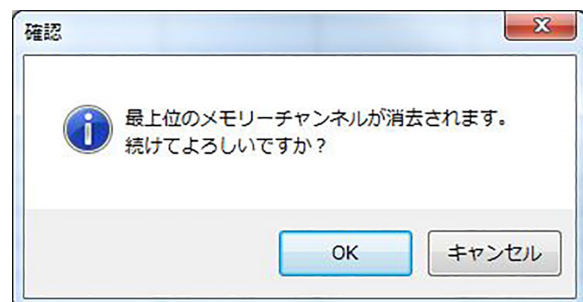 確認
最上位のメモリーチャンネルが消去されます。
続けてよろしいですか？
OK
キャンセル